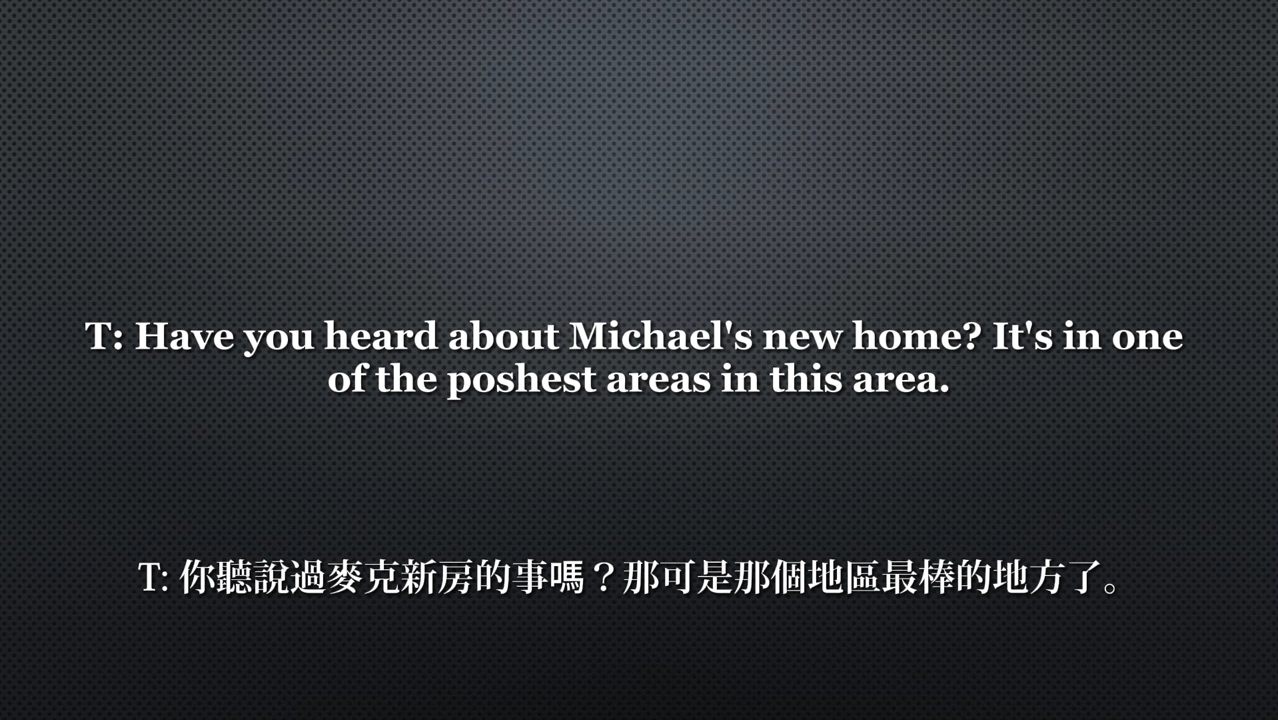 T: Have you heard about Michael's new home? It's in one
of the poshest areas in this area.
T: 你聽說過麥克新房的事嗎？那可是那個地區最棒的地方了。